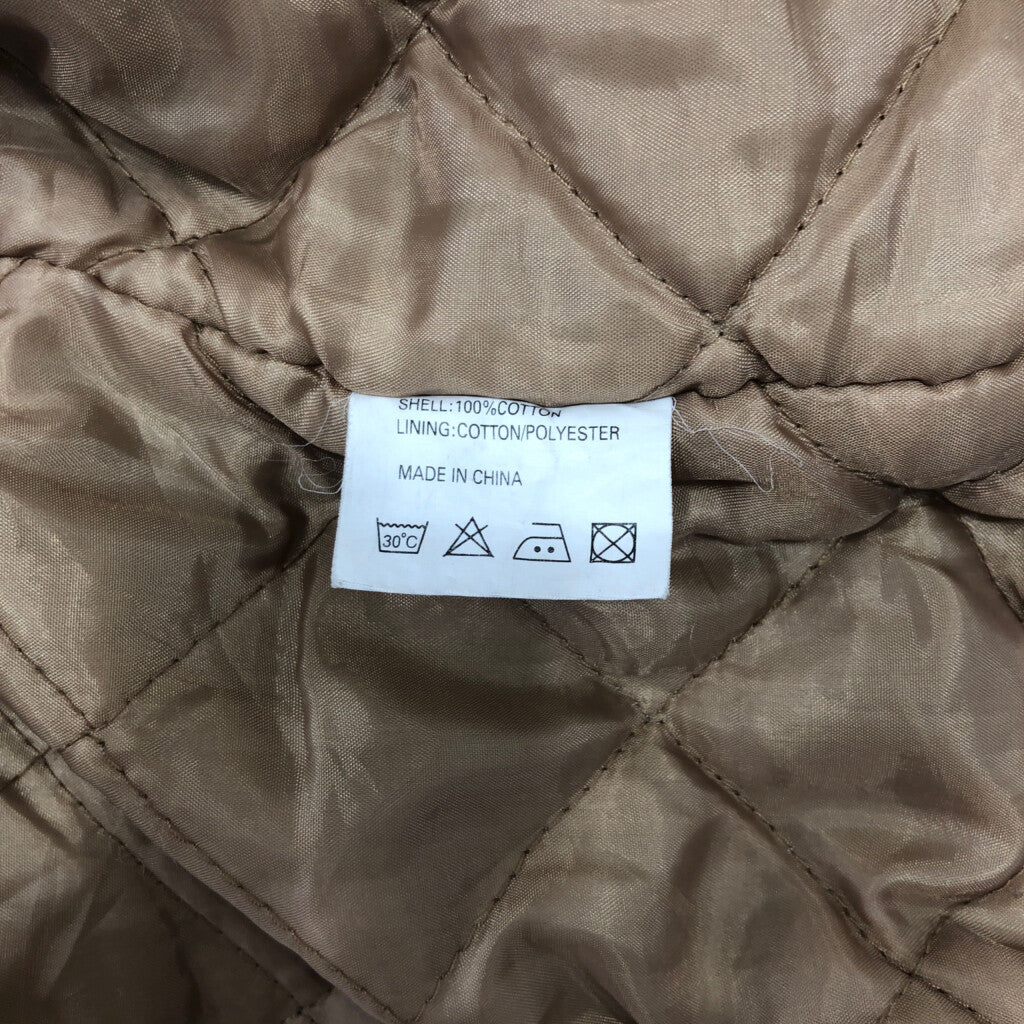 SHELL:100%COTTON
LINING:COTTON/POLYESTER
MADE IN CHINA
30°C